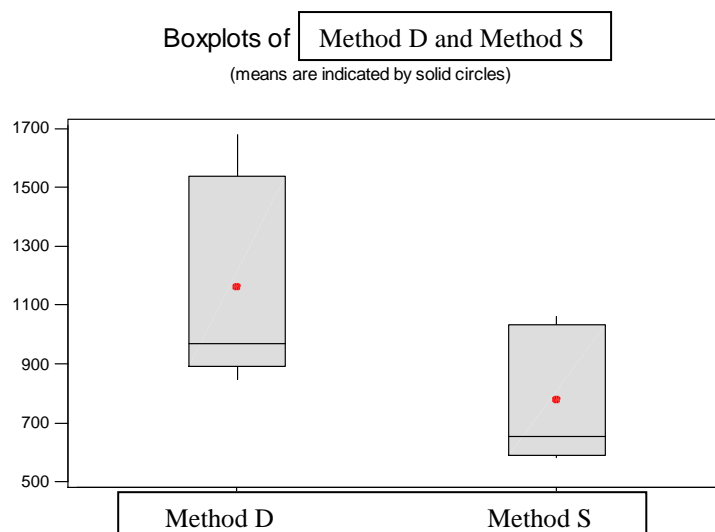 Boxplots of Method D and Method S
(means are indicated by solid circles)
1700
1500
1300
1100
900
700
500
Method D Method S